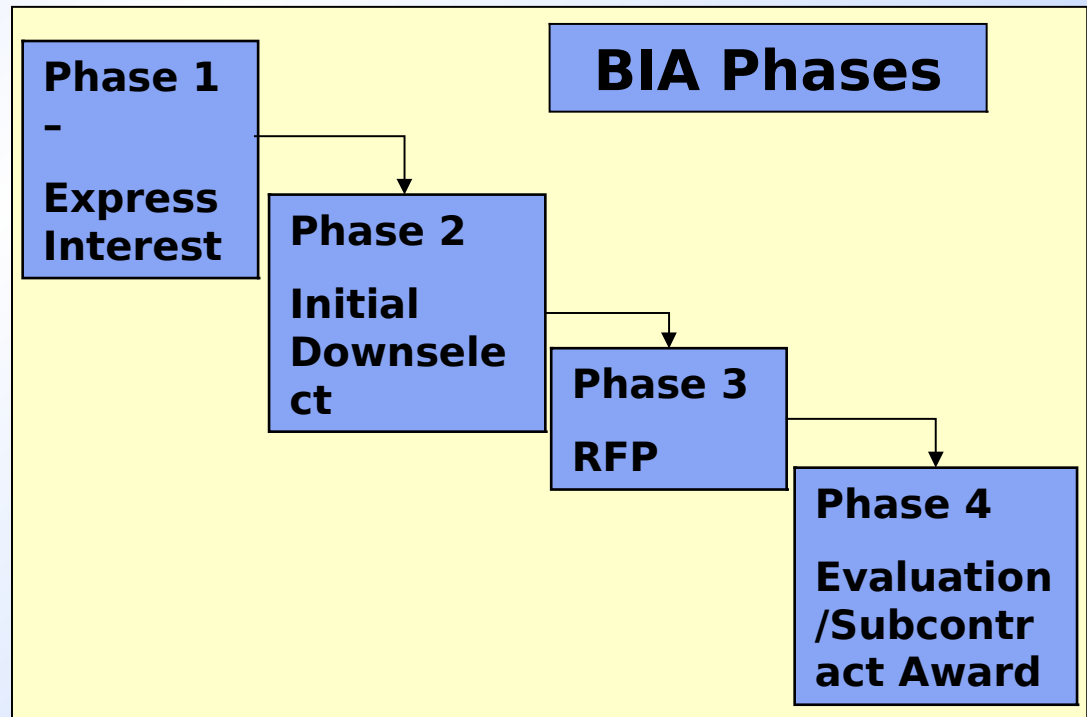 BIA Phases
Phase 1
–
Express
Interest
Phase 2
Initial
Downsele
ct
Phase 3
RFP
Phase 4
Evaluation
/Subcontr
act Award